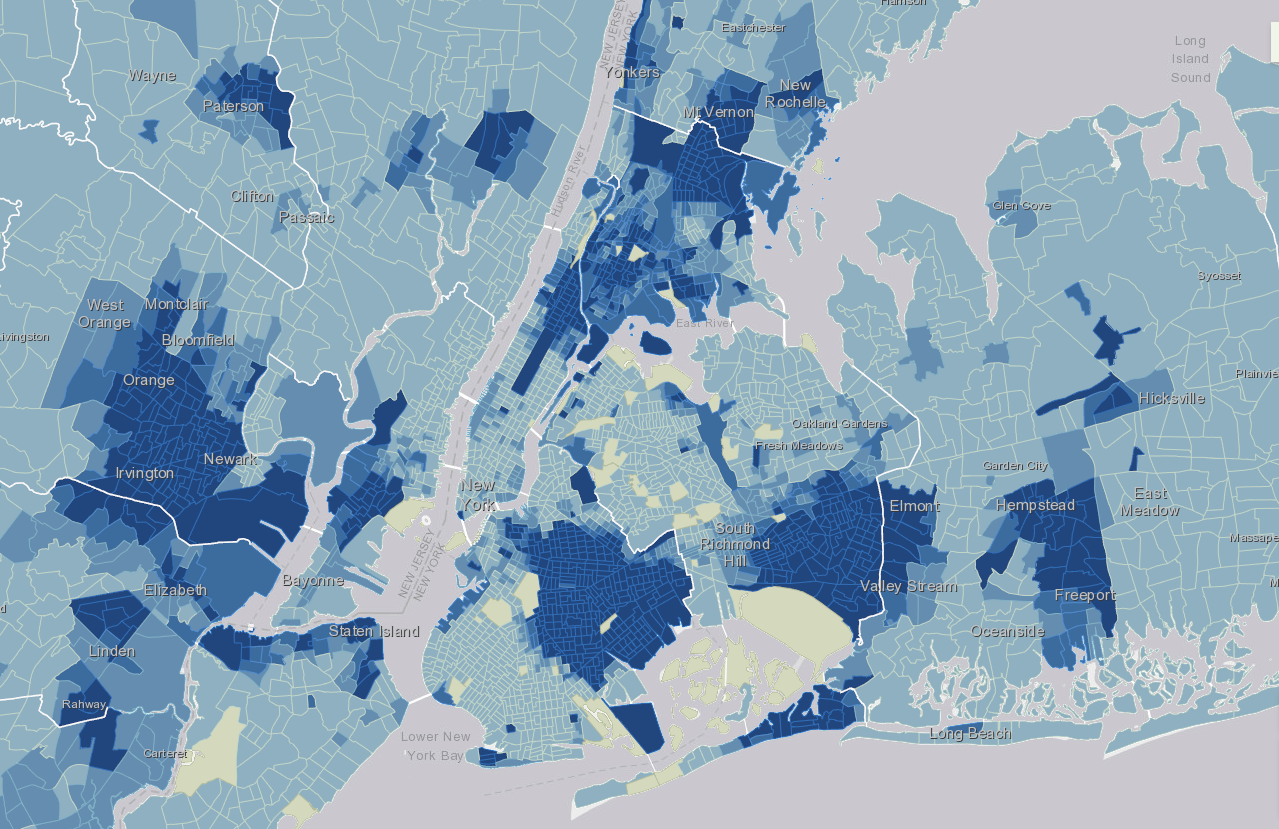 Harrison
NEW JERSEY
NEW YORK
Eastchester
Long
Island
Sound
Wayne
Yonkers
New
Rochelle
Paterson
Mt Vernon
Hudson River
Clifton
Passaic
Glen Cove
Syosset
West
Orange
Montclair
East River
Bloomfield
Orange
Plainvie
Hicksville
Oakland Gardens
Fresh Meadows
Irvington
Newark
Garden City
New
York
Elmont
Hempstead
East
Meadow
South
Richmond
Hill
Massape
NEW JERSEY
NEW YORK
Bayonne
Elizabeth
Valley Stream
Freeport
Staten Island
Oceanside
Linden
Rahway
Lower New
York Bay
Long Beach
Carteret